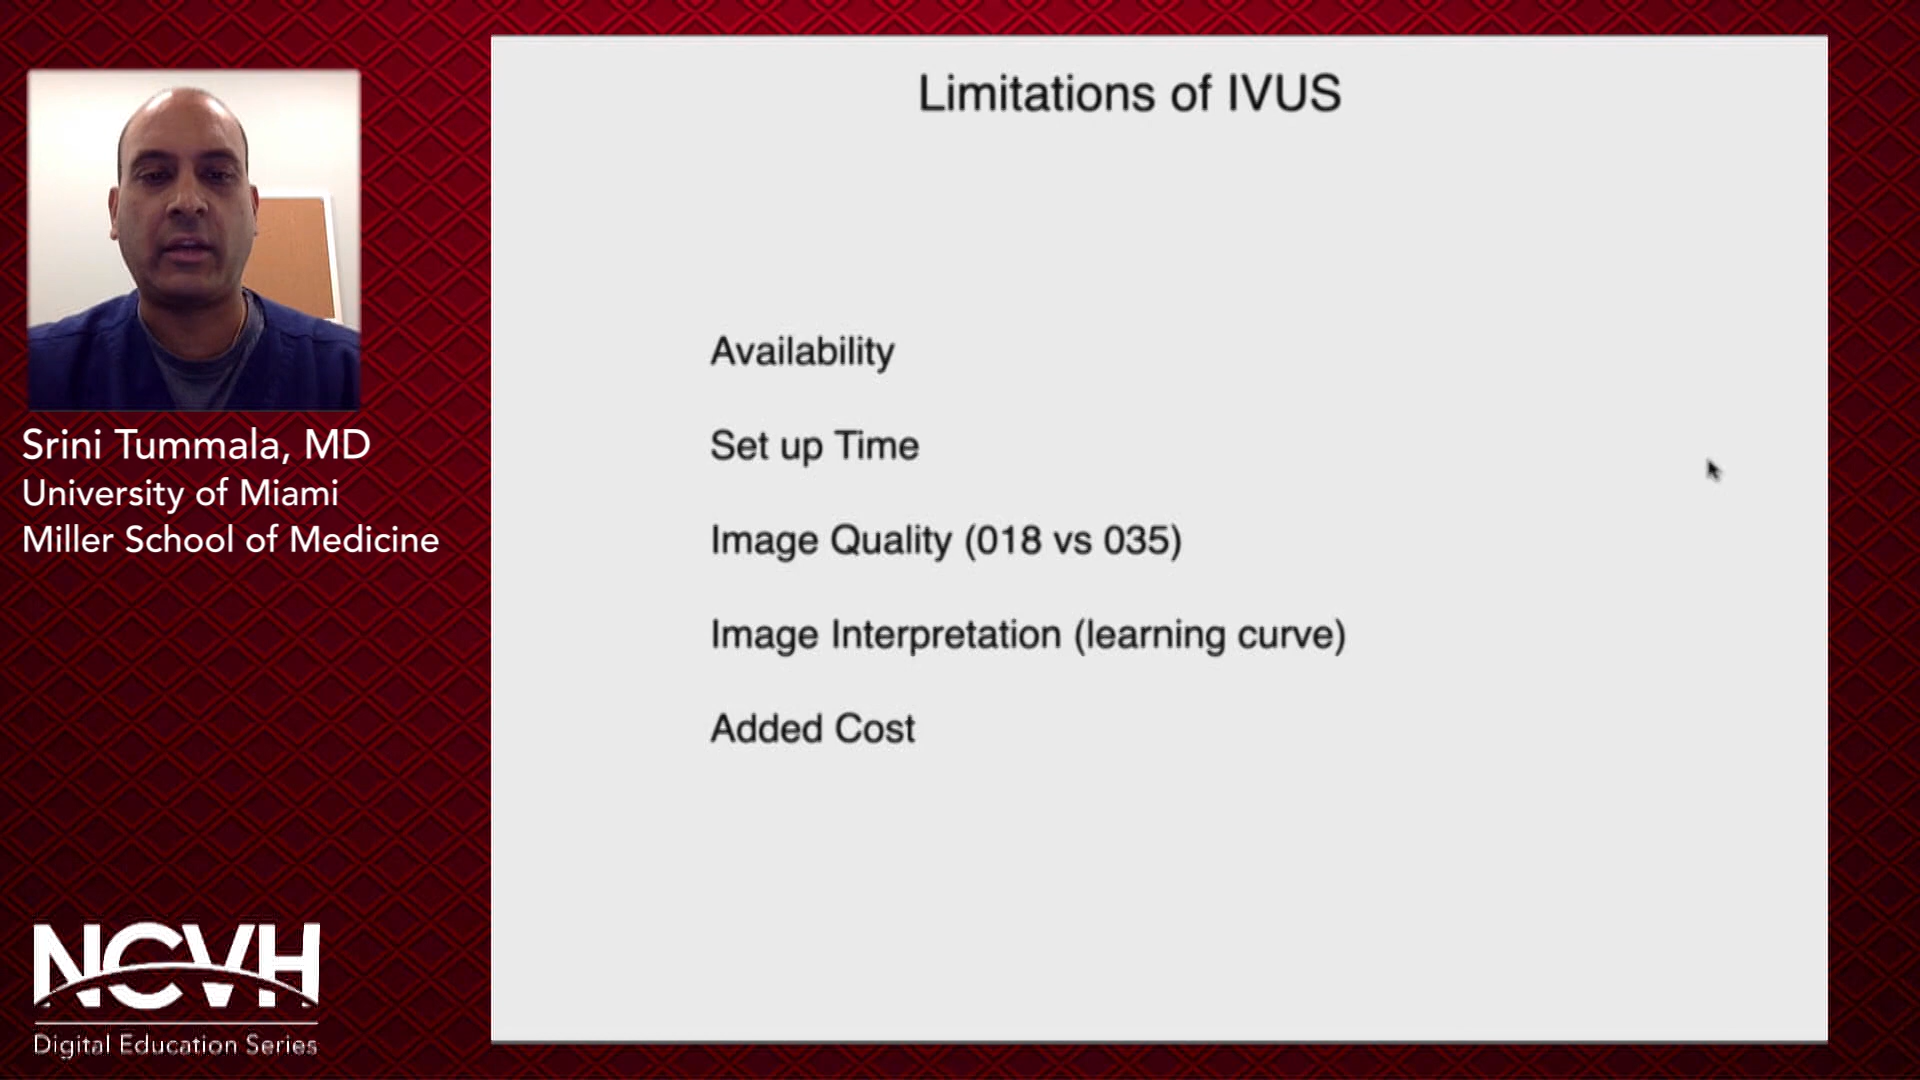 Limitations of IVUS
Availability
Set up Time
Image Quality (018 vs 035)
Image Interpretation (learning curve)
Added Cost
Srini Tummala, MD
University of Miami
Miller School of Medicine
NCVH
Digital Education Series